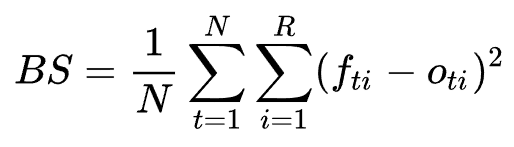 $BS = \frac{1}{N} \sum_{t=1}^{N} \sum_{i=1}^{R} (f_{ti} - o_{ti})^2$